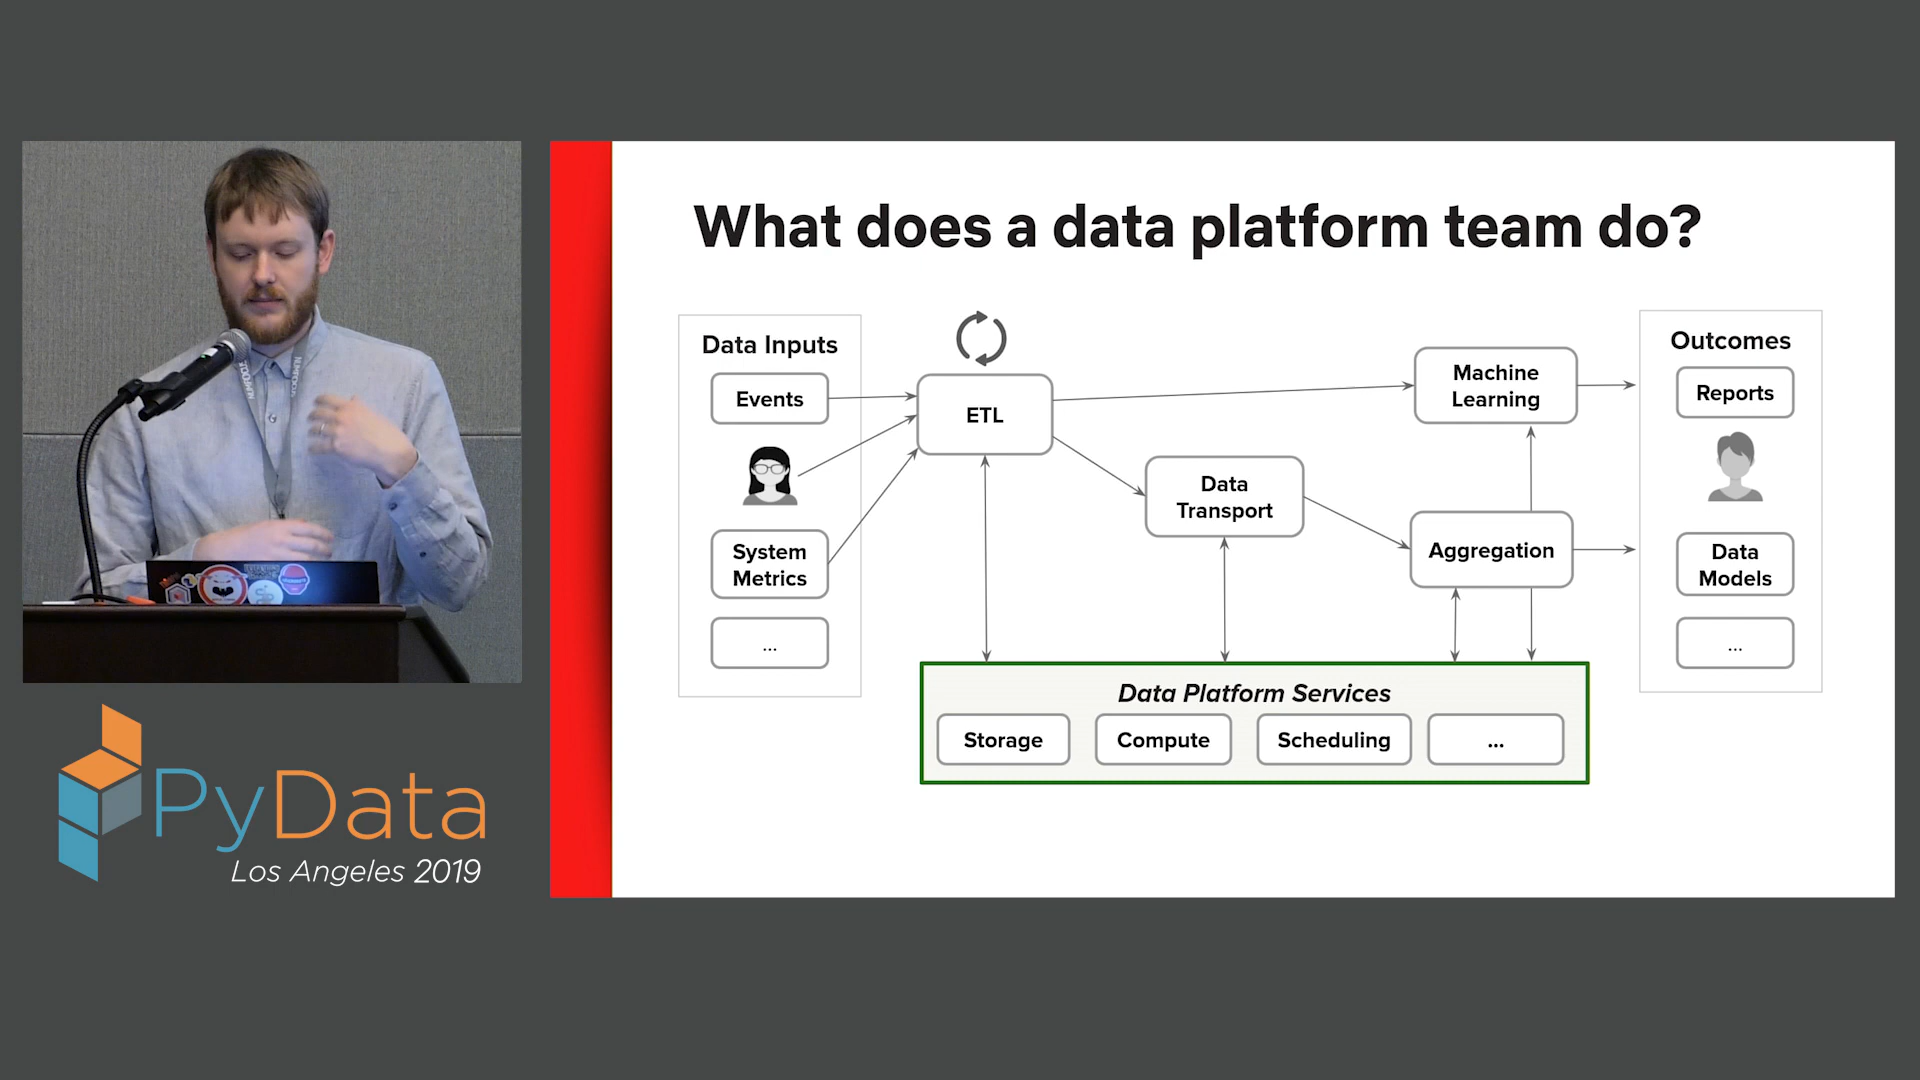 What does a data platform team do?
Data Inputs
Events
System
Metrics
...
ETL
Data
Transport
Machine
Learning
Aggregation
Outcomes
Reports
Data
Models
...
Data Platform Services
Storage
Compute
Scheduling
...
NUMFOCUS
PyData
Los Angeles 2019